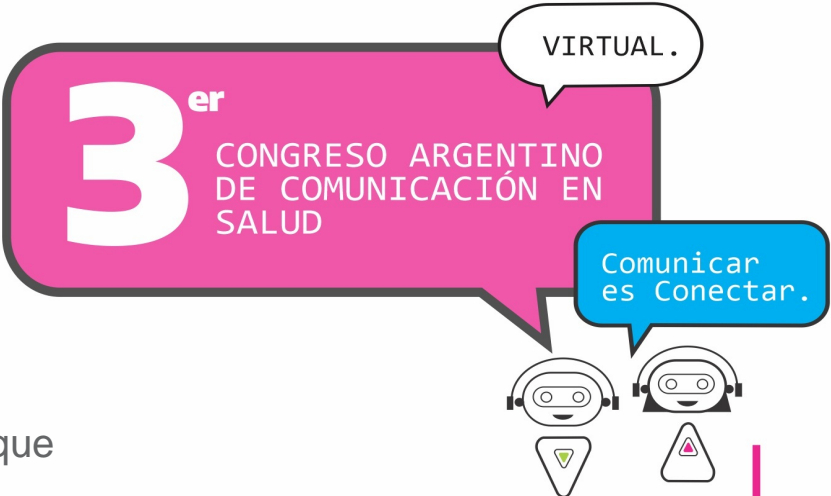 VIRTUAL.
3er
CONGRESO ARGENTINO
DE COMUNICACIÓN EN
SALUD
Comunicar
es Conectar.
que